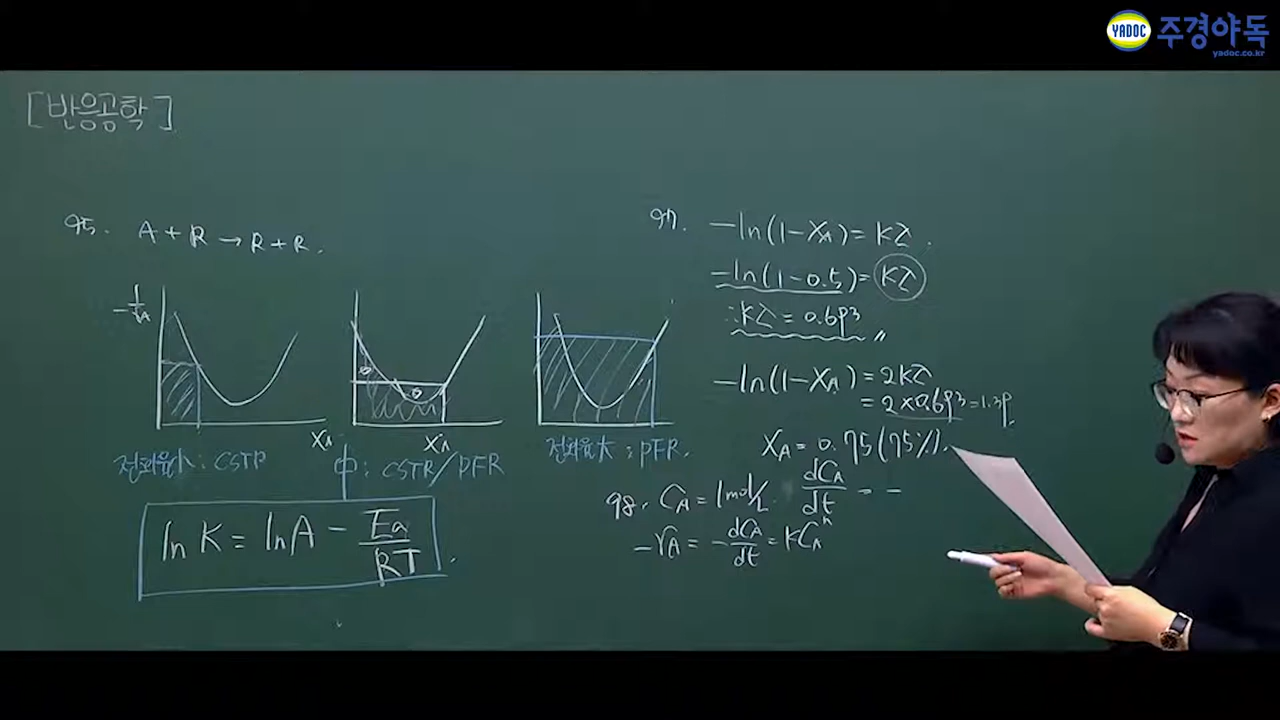 YADOC 주경야독
yadoc.co.kr
[반응공학]
95. A + R → R + R.
-1/rA
XA
XA
전화율小 : CSTR
中 : CSTR/PFR
전화율大 : PFR.
ln K = lnA - Ea/RT
97. -ln(1-XA) = kτ.
-ln(1-0.5) = kτ
∴ kτ = 0.693 〃
-ln(1-XA) = 2kτ
= 2×0.693 = 1.39.
XA = 0.75 (75%).
98. CA = 1mol/L. dCA/dt = -
-rA = -dCA/dt = kCA^n